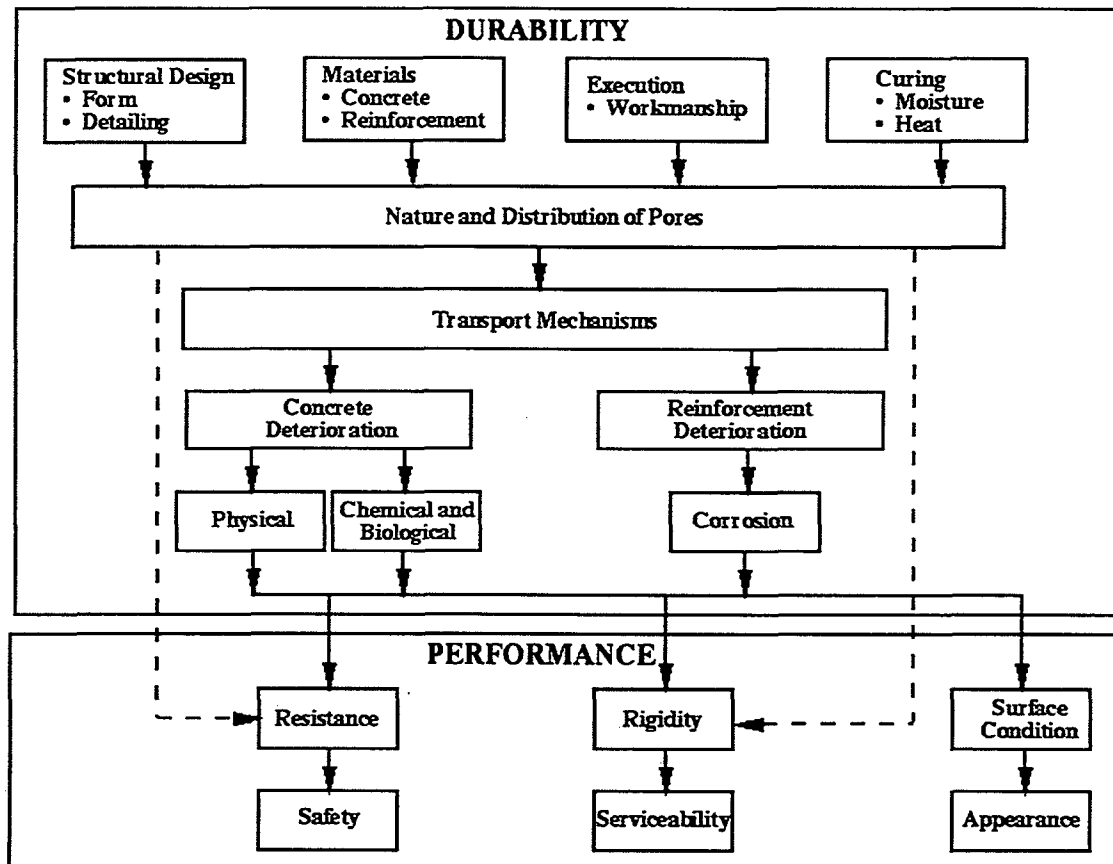 DURABILITY
Structural Design
• Form
• Detailing
Materials
• Concrete
• Reinforcement
Execution
• Workmanship
Curing
• Moisture
• Heat
Nature and Distribution of Pores
Transport Mechanisms
Concrete
Deterioration
Reinforcement
Deterioration
Physical
Chemical and
Biological
Corrosion
PERFORMANCE
Resistance
Rigidity
Surface
Condition
Safety
Serviceability
Appearance